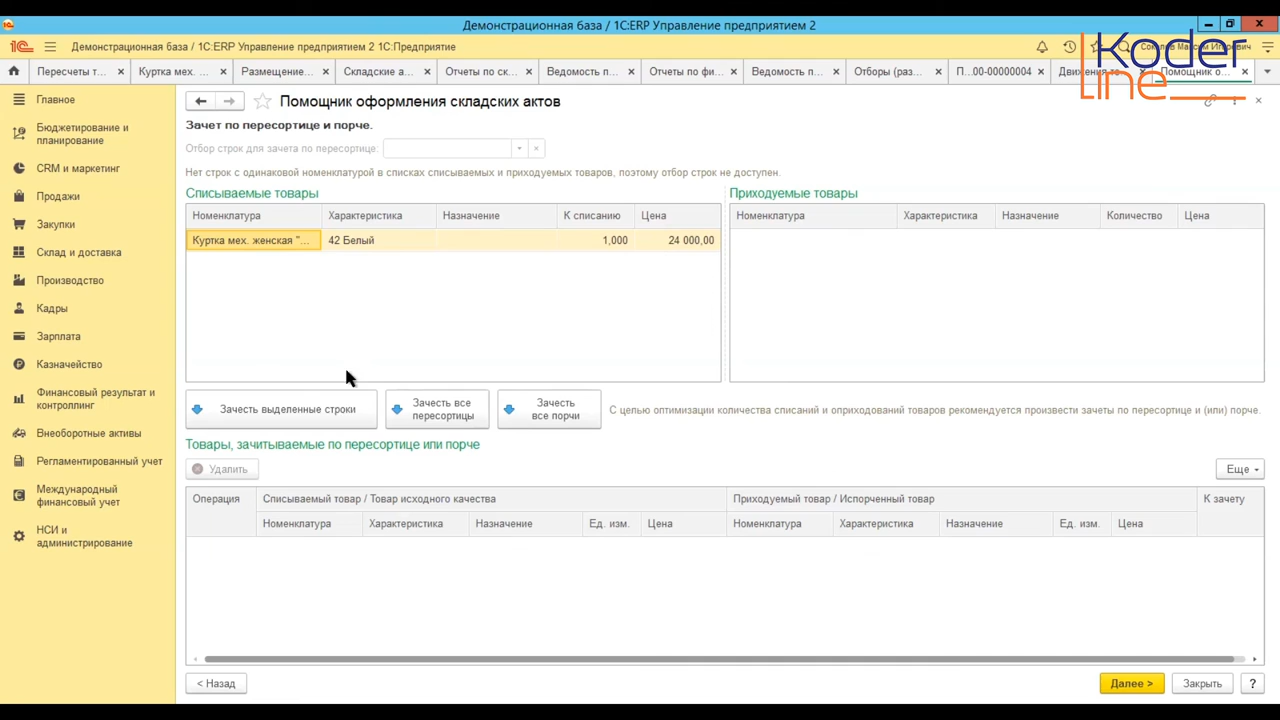 Демонстрационная база / 1С:ERP Управление предприятием 2
Демонстрационная база / 1С:ERP Управление предприятием 2 1С:Предприятие
Koder
line
Пересчеты т...
Куртка мех. ...
Размещение...
Складские а...
Отчеты по ск...
Ведомость п...
Отчеты по фи...
Ведомость п...
Отборы (раз...
П...00-00000004
Помощник о...
Главное
Бюджетирование и
планирование
CRM и маркетинг
Продажи
Закупки
Склад и доставка
Производство
Кадры
Зарплата
Казначейство
Финансовый результат и
контроллинг
Внеоборотные активы
Регламентированный учет
Международный
финансовый учет
НСИ и
администрирование
Помощник оформления складских актов
Зачет по пересортице и порче.
Отбор строк для зачета по пересортице:
Нет строк с одинаковой номенклатурой в списках списываемых и приходуемых товаров, поэтому отбор строк не доступен.
Списываемые товары
Номенклатура Характеристика Назначение К списанию Цена
Куртка мех. женская "... 42 Белый 1,000 24 000,00
Приходуемые товары
Номенклатура Характеристика Назначение Количество Цена
Зачесть выделенные строки
Зачесть все
пересортицы
Зачесть
все порчи
С целью оптимизации количества списаний и оприходований товаров рекомендуется произвести зачеты по пересортице и (или) порче.
Товары, зачитываемые по пересортице или порче
Удалить
Еще
Операция Списываемый товар / Товар исходного качества Приходуемый товар / Испорченный товар К зачету
Номенклатура Характеристика Назначение Ед. изм. Цена Номенклатура Характеристика Назначение Ед. изм. Цена
< Назад
Далее >
Закрыть
?